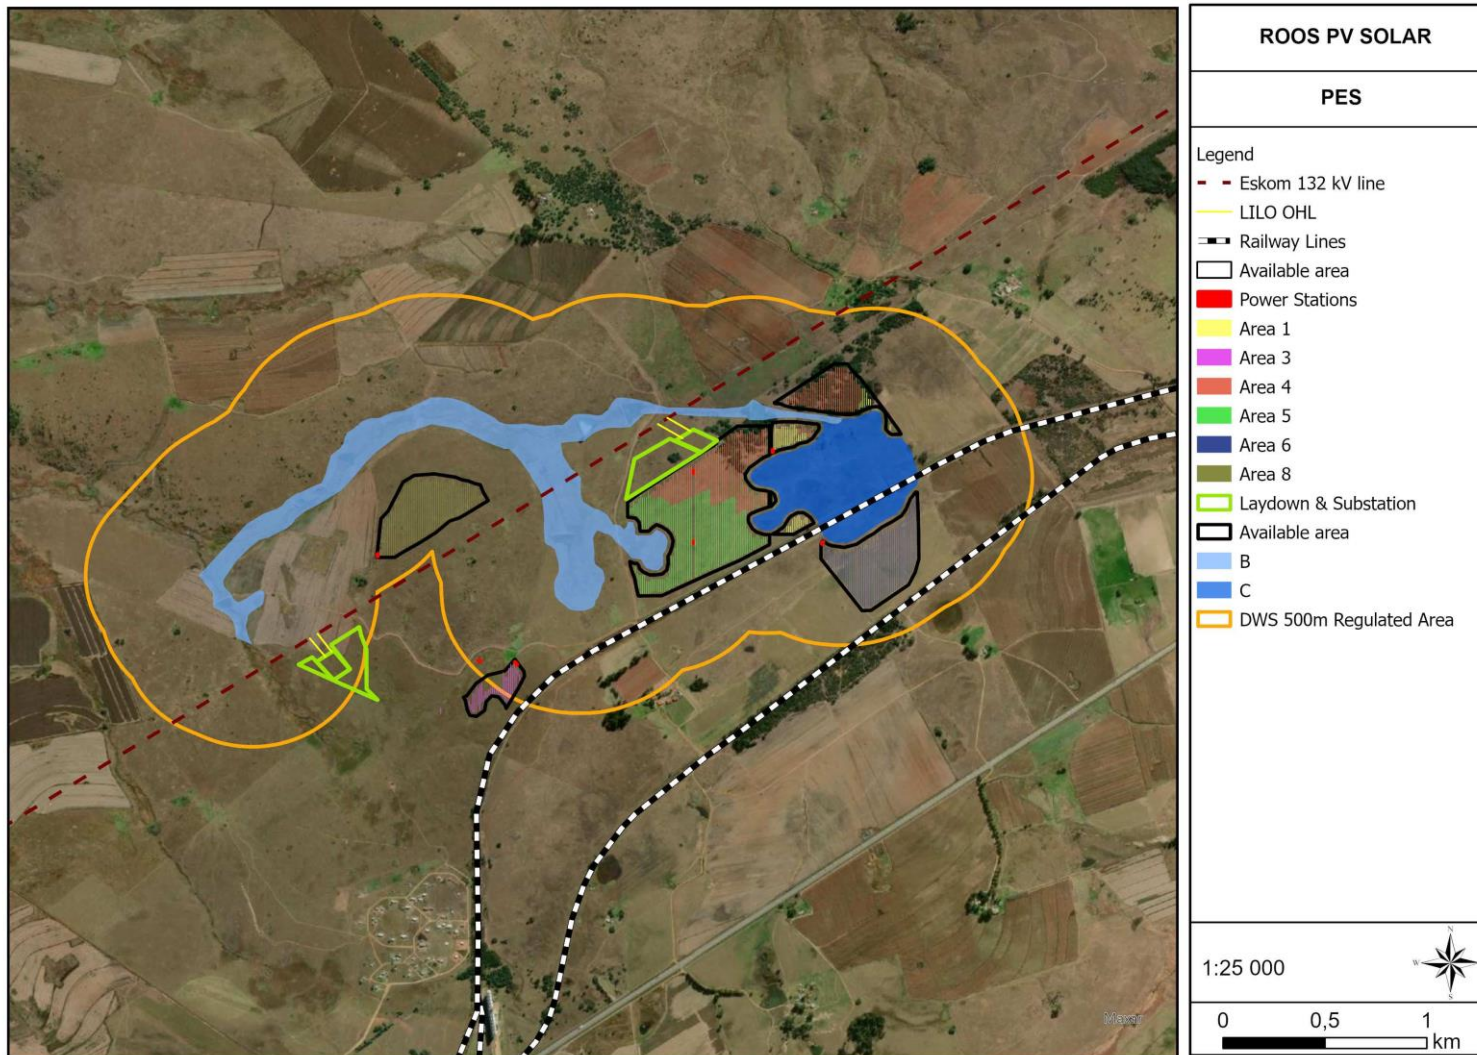 ROOS PV SOLAR
PES
Legend
Eskom 132 kV line
LILO OHL
Railway Lines
Available area
Power Stations
Area 1
Area 3
Area 4
Area 5
Area 6
Area 8
Laydown & Substation
Available area
B
C
DWS 500m Regulated Area
1:25 000
N
W E
S
0 0,5 1
km
Maxar